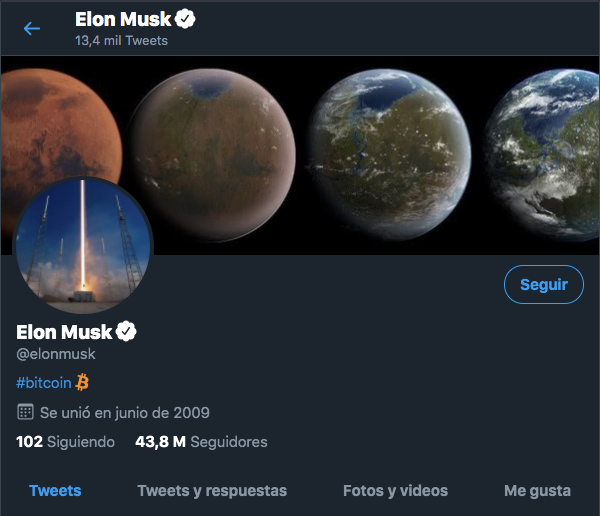 Elon Musk
13,4 mil Tweets
Seguir
Elon Musk
@elonmusk
#bitcoin
Se unió en junio de 2009
102 Siguiendo 43,8 M Seguidores
Tweets Tweets y respuestas Fotos y videos Me gusta